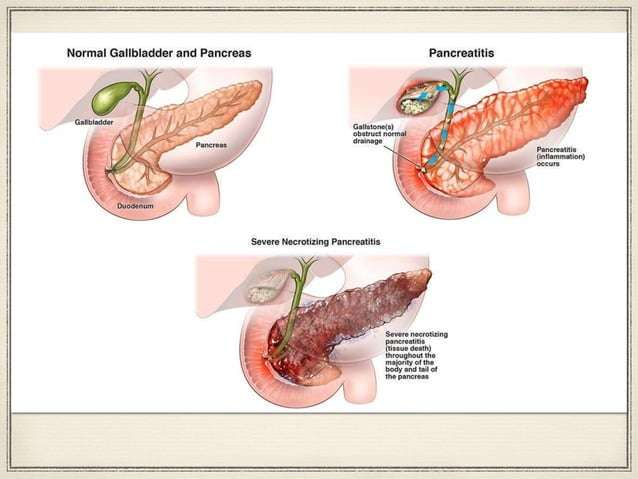 Normal Gallbladder and Pancreas
Gallbladder
Pancreas
Duodenum
Pancreatitis
Gallstone(s)
obstruct normal
drainage
Pancreatitis
(inflammation)
occurs
Severe Necrotizing Pancreatitis
Severe necrotizing
pancreatitis
(tissue death)
throughout the
majority of the
body and tail of
the pancreas